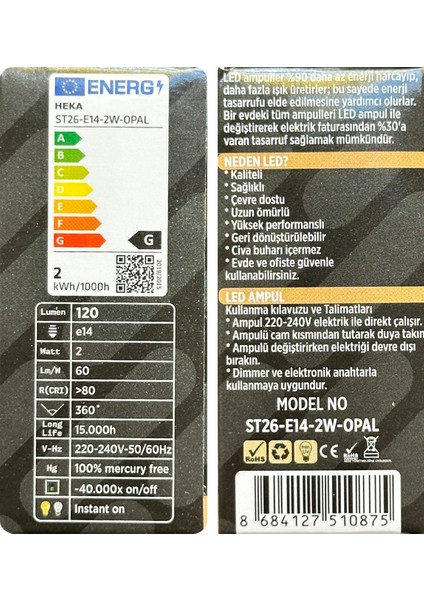 ENERG
HEKA
ST26-E14-2W-OPAL
A
B
C
D
E
F
G
G
2
kWh/1000h
2019/2015
Lumen 120
e14
Watt 2
Lm/W 60
R(CRI) >80
360°
Long Life 15.000h
V-Hz 220-240V-50/60Hz
Hg 100% mercury free
-40.000x on/off
Instant on
LED ampuller %90 daha az enerji harcayıp,
daha fazla ışık üretirler; bu sayede enerji
tasarrufu elde edilmesine yardımcı olurlar.
Bir evdeki tüm ampulleri LED ampul ile
değiştirerek elektrik faturasından %30'a
varan tasarruf sağlamak mümkündür.
NEDEN LED?
* Kaliteli
* Sağlıklı
* Çevre dostu
* Uzun ömürlü
* Yüksek performanslı
* Geri dönüştürülebilir
* Civa buharı içermez
* Evde ve ofiste güvenle
kullanabilirsiniz.
LED AMPUL
Kullanma kılavuzu ve Talimatları
* Ampul 220-240V elektrik ile direkt çalışır.
* Ampulü cam kısmından tutarak duya takın
* Ampulü değiştirirken elektriği devre dışı
bırakın.
* Dimmer ve elektronik anahtarla
kullanmaya uygundur.
MODEL NO
ST26-E14-2W-OPAL
RoHS
CE
8 684127 510875